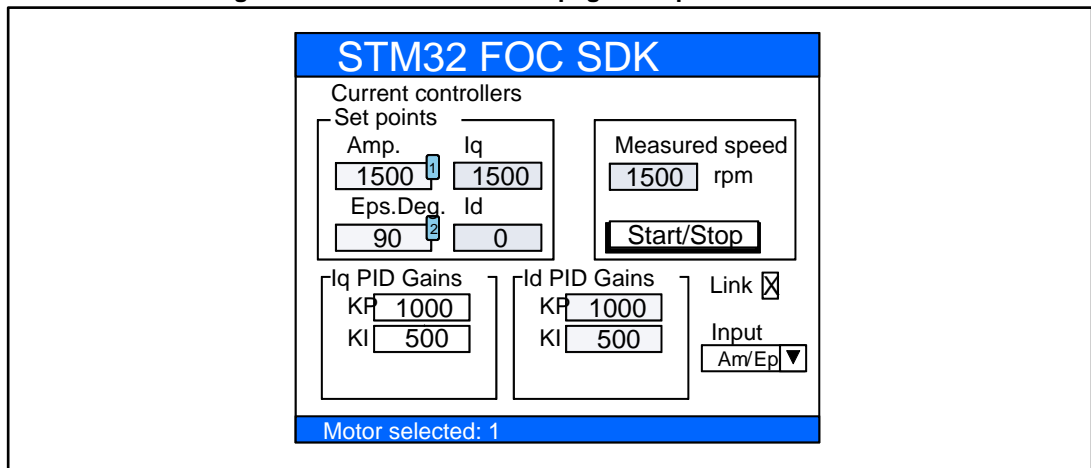 STM32 FOC SDK
Current controllers
Set points
Amp. Iq
1500 1 1500
Eps.Deg. Id
90 2 0
Measured speed
1500 rpm
Start/Stop
Iq PID Gains
KP 1000
KI 500
Id PID Gains
KP 1000
KI 500
Link X
Input
Am/Ep ▼
Motor selected: 1